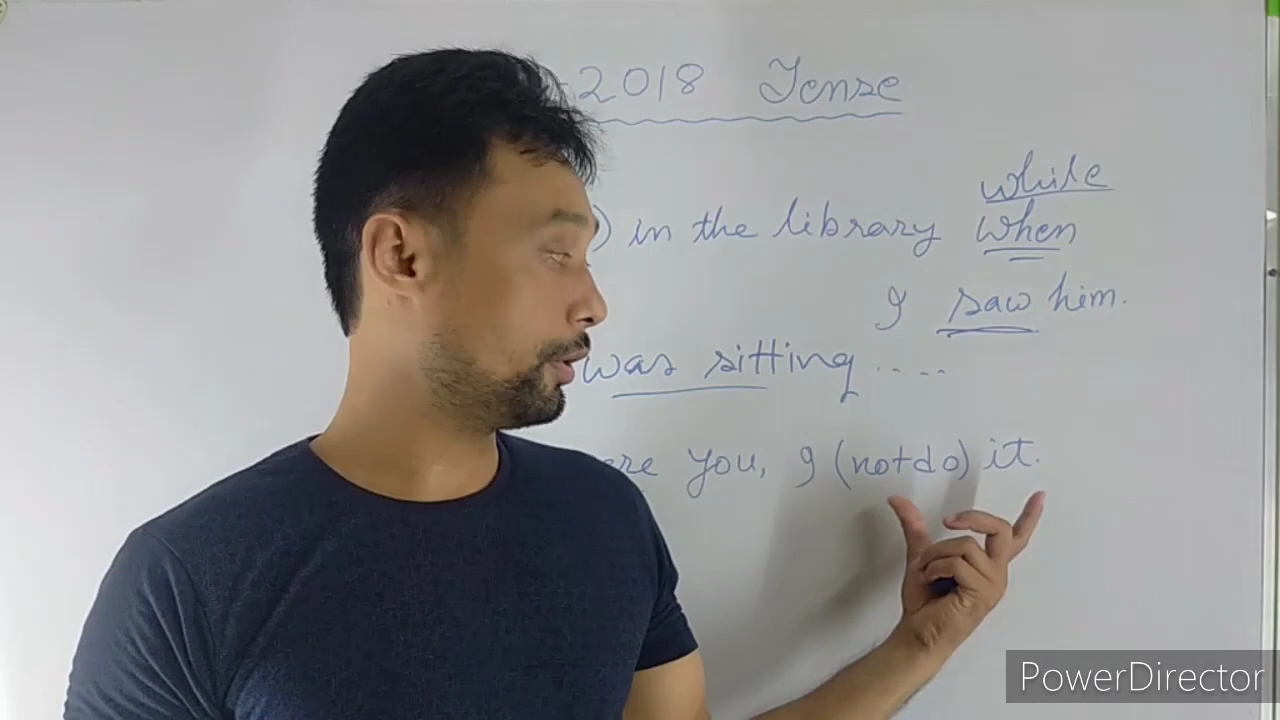 -2018 Tense
while
) in the library when
I saw him.
was sitting ....
ere you, I (not do) it.
PowerDirector